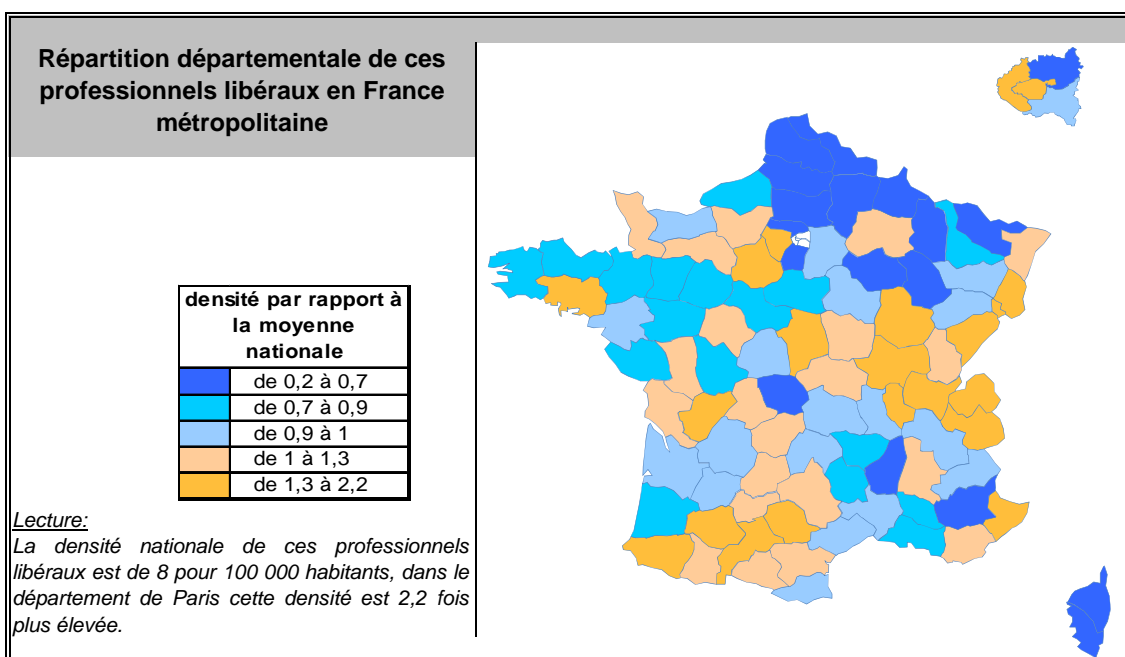 Répartition départementale de ces
professionnels libéraux en France
métropolitaine
densité par rapport à
la moyenne
nationale
de 0,2 à 0,7
de 0,7 à 0,9
de 0,9 à 1
de 1 à 1,3
de 1,3 à 2,2
Lecture:
La densité nationale de ces professionnels
libéraux est de 8 pour 100 000 habitants, dans le
département de Paris cette densité est 2,2 fois
plus élevée.